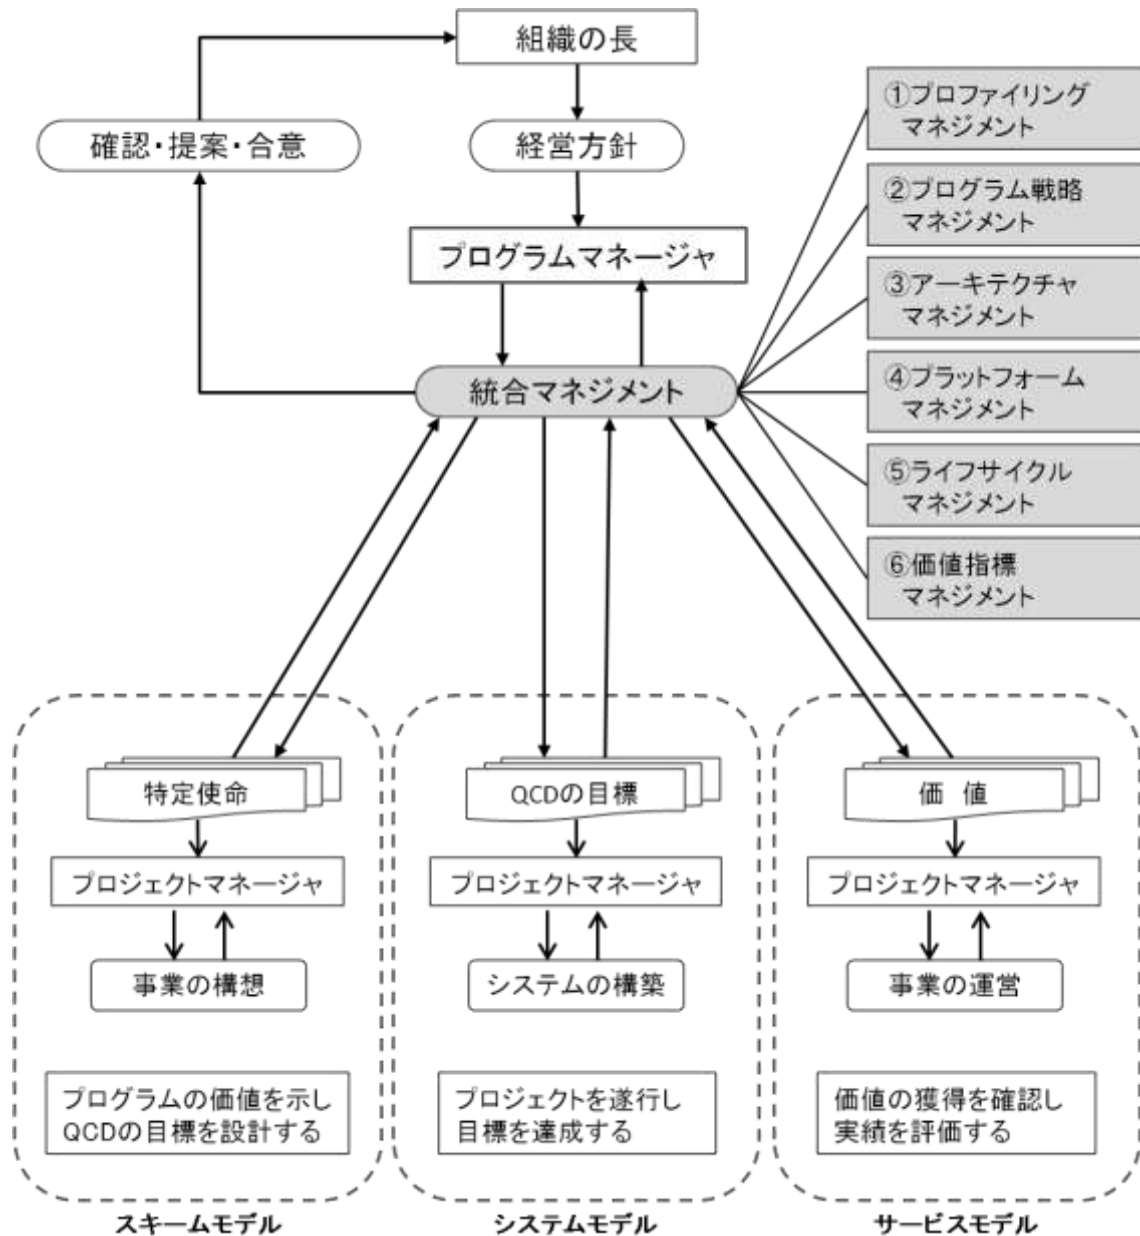 組織の長
確認・提案・合意
経営方針
プログラムマネージャ
統合マネジメント
①プロファイリング
マネジメント
②プログラム戦略
マネジメント
③アーキテクチャ
マネジメント
④プラットフォーム
マネジメント
⑤ライフサイクル
マネジメント
⑥価値指標
マネジメント
特定使命
プロジェクトマネージャ
事業の構想
プログラムの価値を示し
QCDの目標を設計する
スキームモデル
QCDの目標
プロジェクトマネージャ
システムの構築
プロジェクトを遂行し
目標を達成する
システムモデル
価 値
プロジェクトマネージャ
事業の運営
価値の獲得を確認し
実績を評価する
サービスモデル